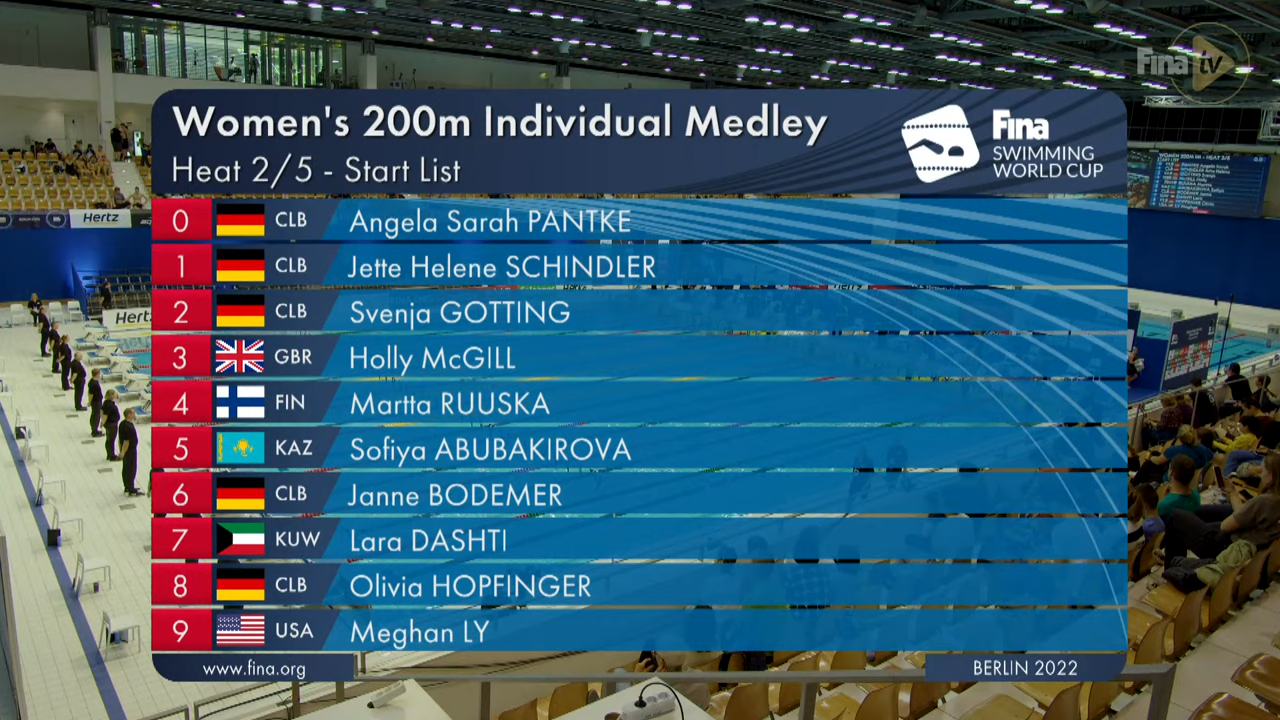 Fina tv
Women's 200m Individual Medley
Heat 2/5 - Start List
Fina
SWIMMING
WORLD CUP
0 CLB Angela Sarah PANTKE
1 CLB Jette Helene SCHINDLER
2 CLB Svenja GOTTING
3 GBR Holly McGILL
4 FIN Martta RUUSKA
5 KAZ Sofiya ABUBAKIROVA
6 CLB Janne BODEMER
7 KUW Lara DASHTI
8 CLB Olivia HOPFINGER
9 USA Meghan LY
www.fina.org
BERLIN 2022
Hertz